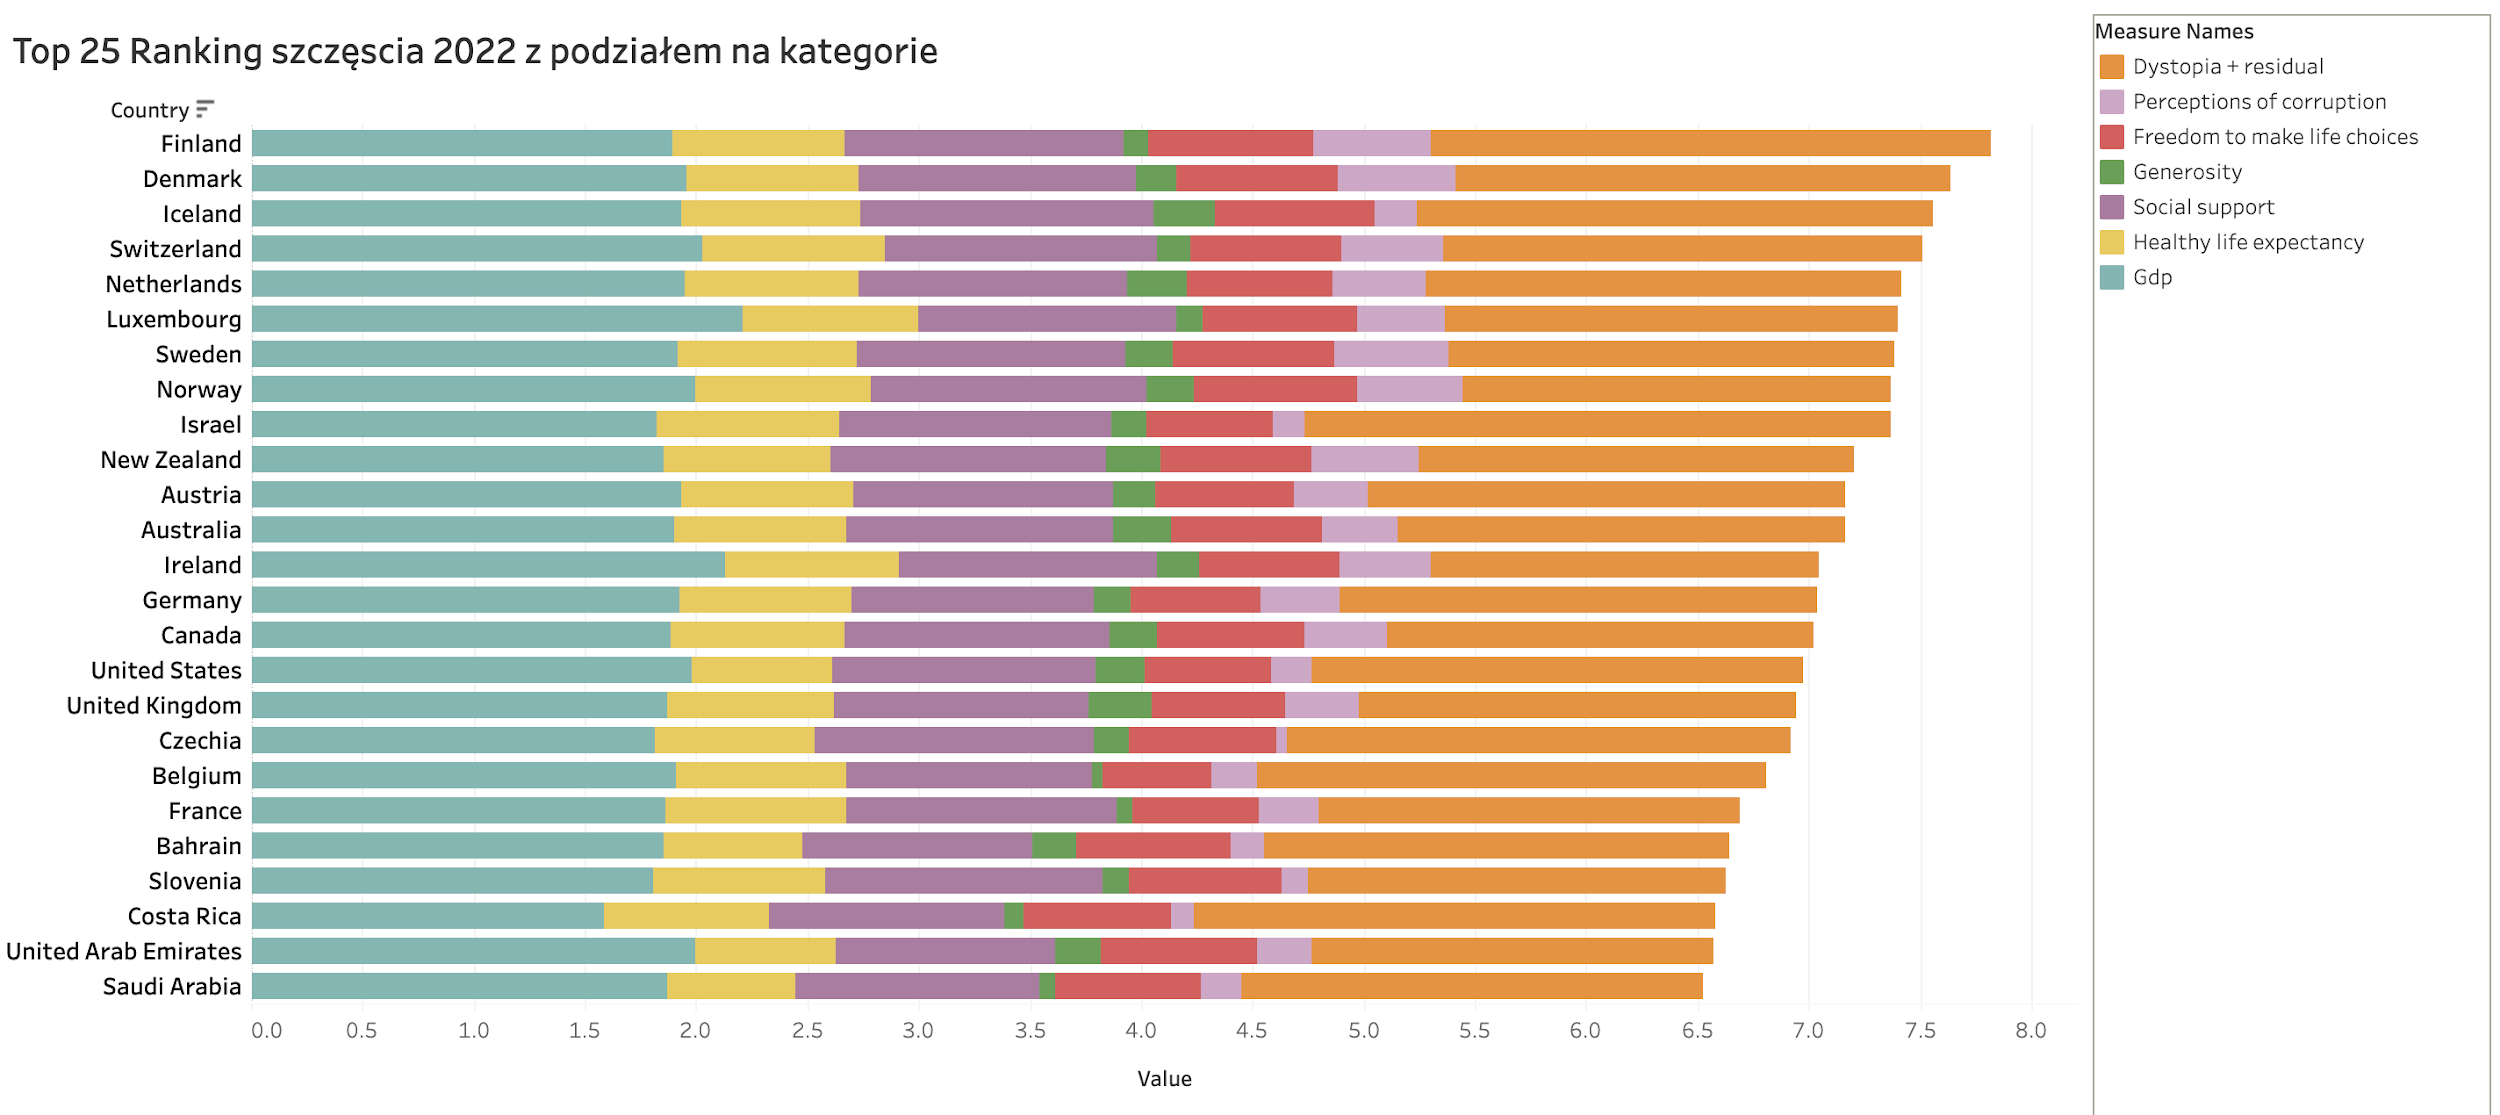 Top 25 Ranking szczęscia 2022 z podziałem na kategorie
Country
Finland
Denmark
Iceland
Switzerland
Netherlands
Luxembourg
Sweden
Norway
Israel
New Zealand
Austria
Australia
Ireland
Germany
Canada
United States
United Kingdom
Czechia
Belgium
France
Bahrain
Slovenia
Costa Rica
United Arab Emirates
Saudi Arabia
0.0 0.5 1.0 1.5 2.0 2.5 3.0 3.5 4.0 4.5 5.0 5.5 6.0 6.5 7.0 7.5 8.0
Value
Measure Names
Dystopia + residual
Perceptions of corruption
Freedom to make life choices
Generosity
Social support
Healthy life expectancy
Gdp